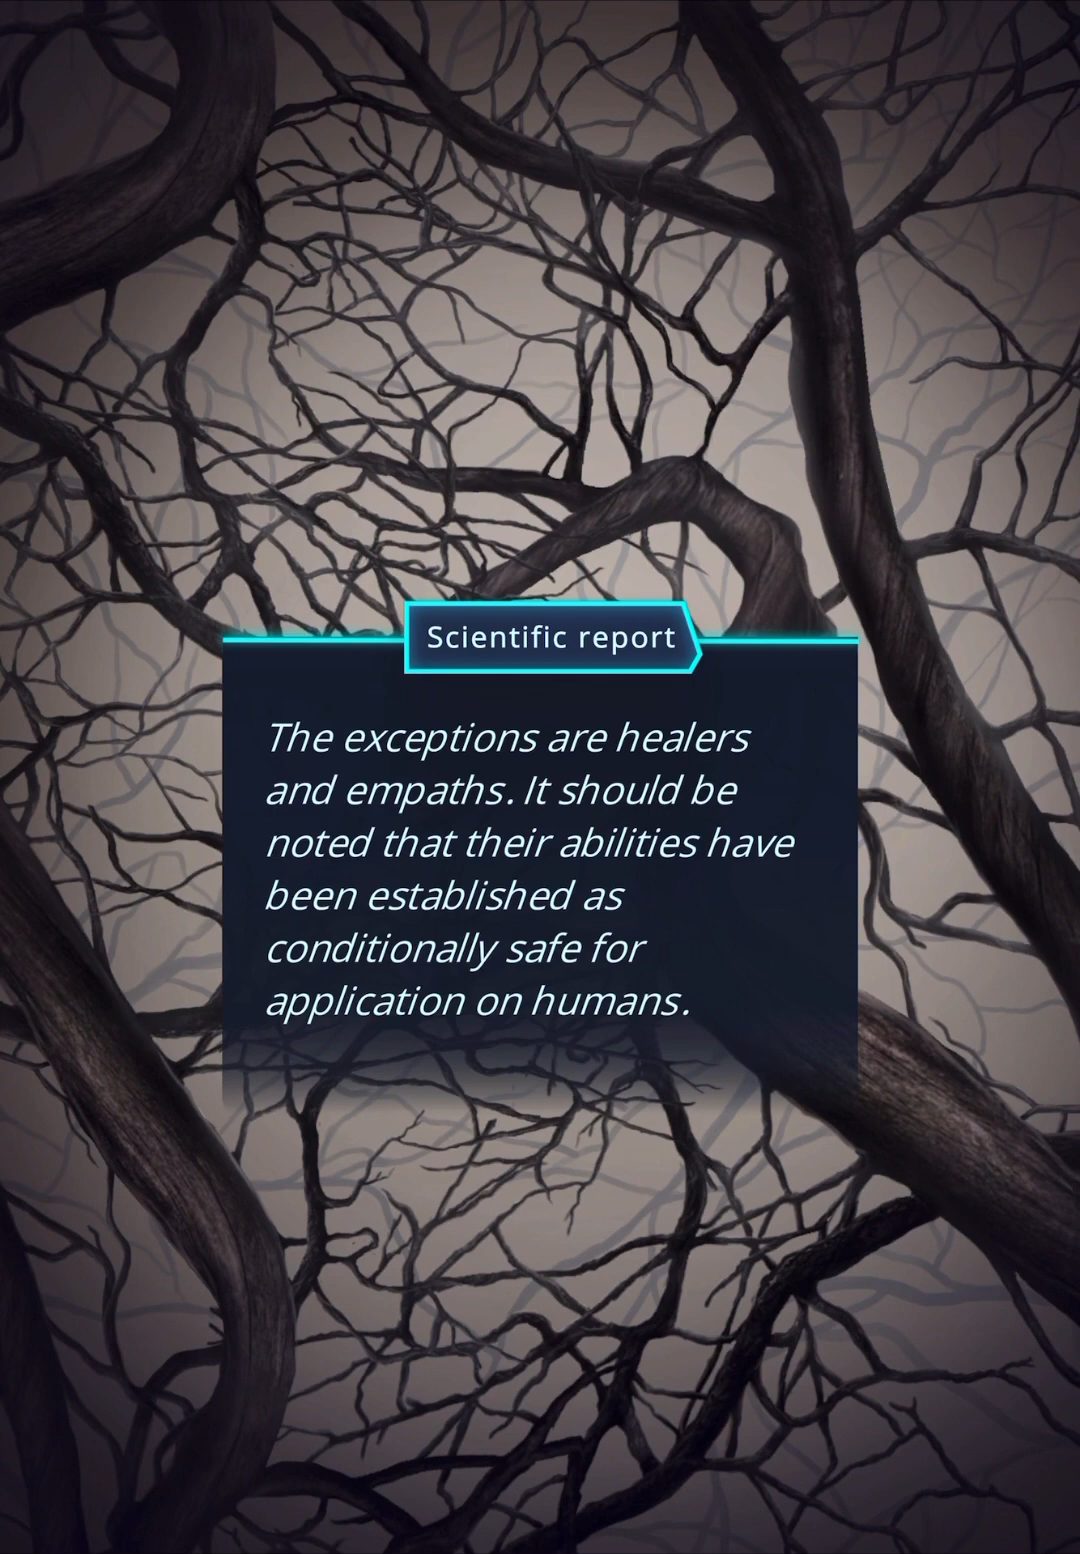 Scientific report
The exceptions are healers
and empaths. It should be
noted that their abilities have
been established as
conditionally safe for
application on humans.